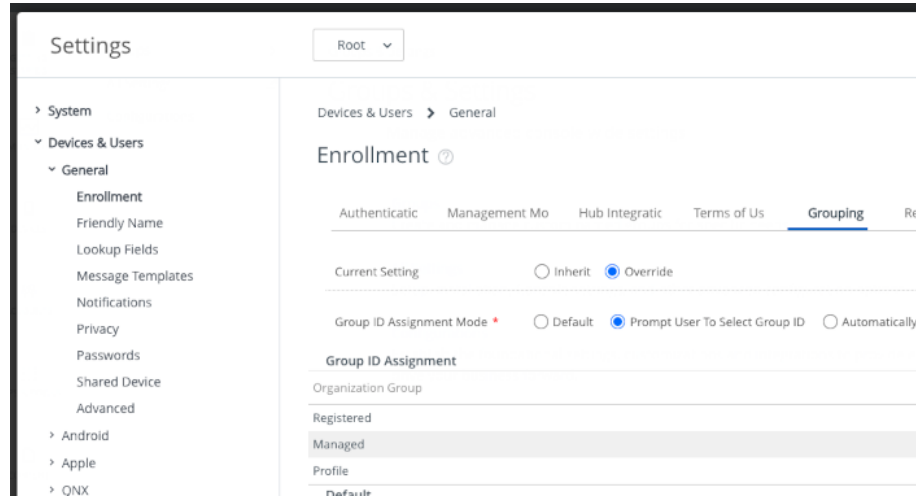 Settings
Root
System
Devices & Users
General
Enrollment
Friendly Name
Lookup Fields
Message Templates
Notifications
Privacy
Passwords
Shared Device
Advanced
Android
Apple
QNX
Devices & Users > General
Enrollment
Authenticatic Management Mo Hub Integratic Terms of Us Grouping Re
Current Setting Inherit Override
Group ID Assignment Mode * Default Prompt User To Select Group ID Automatically
Group ID Assignment
Organization Group
Registered
Managed
Profile
Default